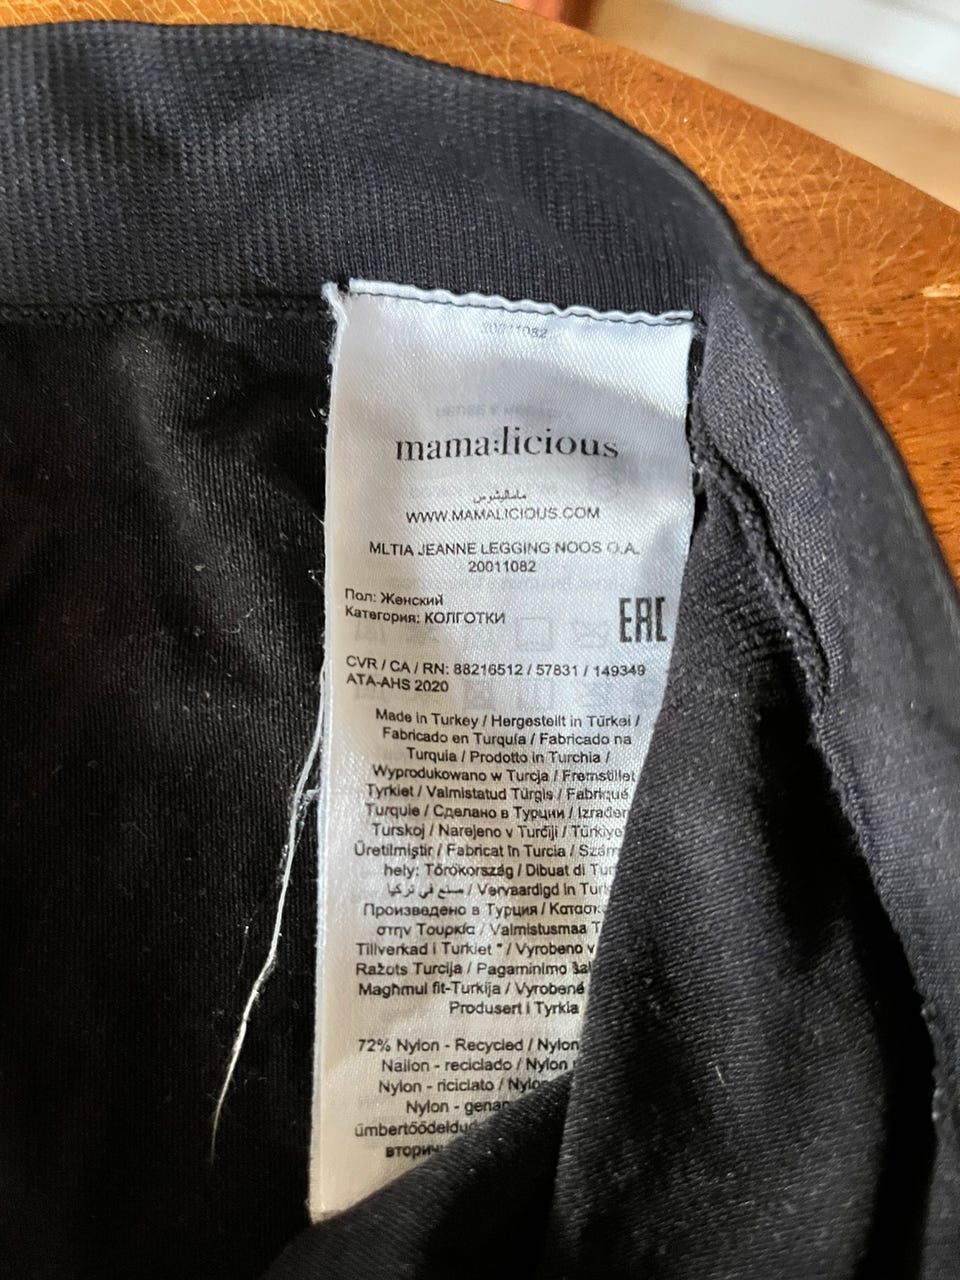 20011082
mama:licious
ماماليشوس
WWW.MAMALICIOUS.COM
MLTIA JEANNE LEGGING NOOS O.A.
20011082
Пол: Женский
Категория: КОЛГОТКИ
EAC
CVR / CA / RN: 88216512 / 57831 / 149349
ATA-AHS 2020
Made in Turkey / Hergestellt in Türkei /
Fabricado en Turquía / Fabricado na
Turquia / Prodotto in Turchia /
Wyprodukowano w Turcja / Fremstillet
Tyrkiet / Valmistatud Türgis / Fabriqué
Turquie / Сделано в Турции / Izrađen
Turskoj / Narejeno v Turčiji / Türkiye
Üretilmiştir / Fabricat în Turcia /
hely: Törökország / Dibuat di
صنع في تركيا / Vervaardigd in
Произведено в Турция /
στην Τουρκία / Valmistusmaa
Tillverkad i Turkiet " / Vyrobeno v
Ražots Turcija / Pagaminimo
Magħmul fit-Turkija / Vyrobené
Produsert i Tyrkia
72% Nylon - Recycled / Nylon
Nailon - reciclado / Nylon
Nylon - riciclato /
Nylon -